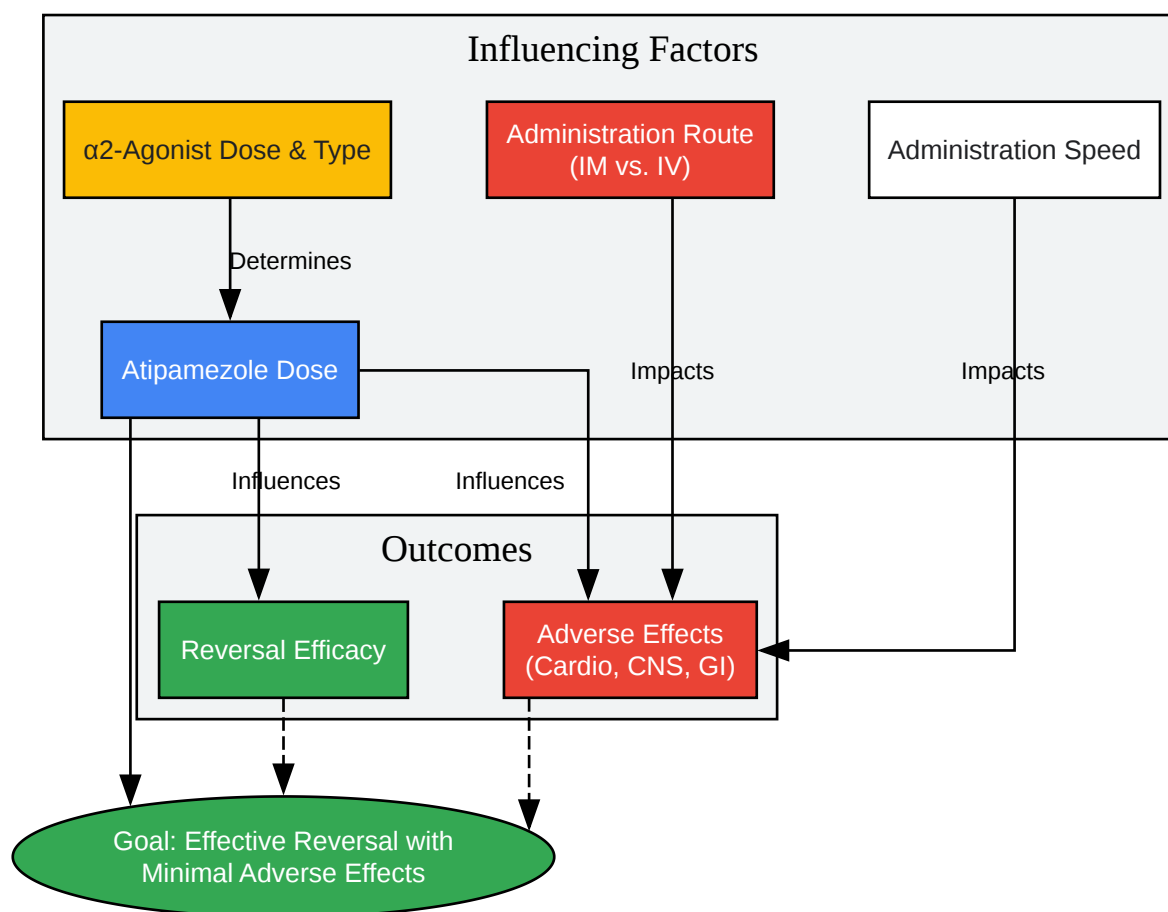 Influencing Factors
α2-Agonist Dose & Type
Administration Route
(IM vs. IV)
Administration Speed
Determines
Atipamezole Dose
Impacts
Impacts
Influences
Influences
Outcomes
Reversal Efficacy
Adverse Effects
(Cardio, CNS, GI)
Goal: Effective Reversal with
Minimal Adverse Effects